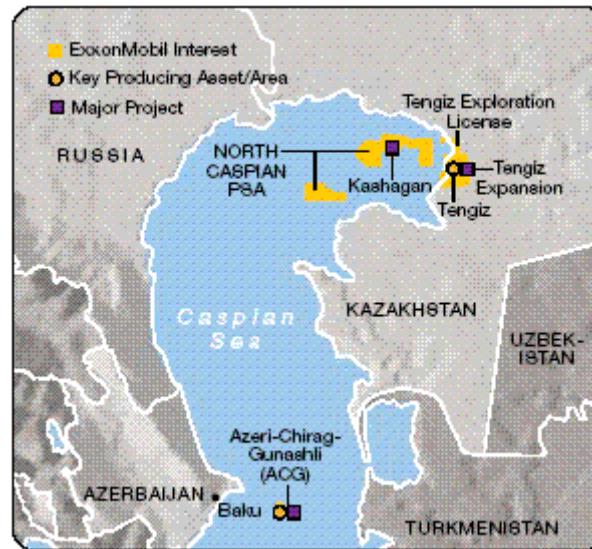 ExxonMobil Interest
Key Producing Asset/Area
Major Project
RUSSIA
NORTH
CASPIAN
PSA
Kashagan
Tengiz Exploration
License
Tengiz
Expansion
Tengiz
KAZAKHSTAN
UZBEK-
ISTAN
Caspian
Sea
Azeri-Chirag-
Gunashli
(ACG)
AZERBAIJAN
Baku
TURKMENISTAN